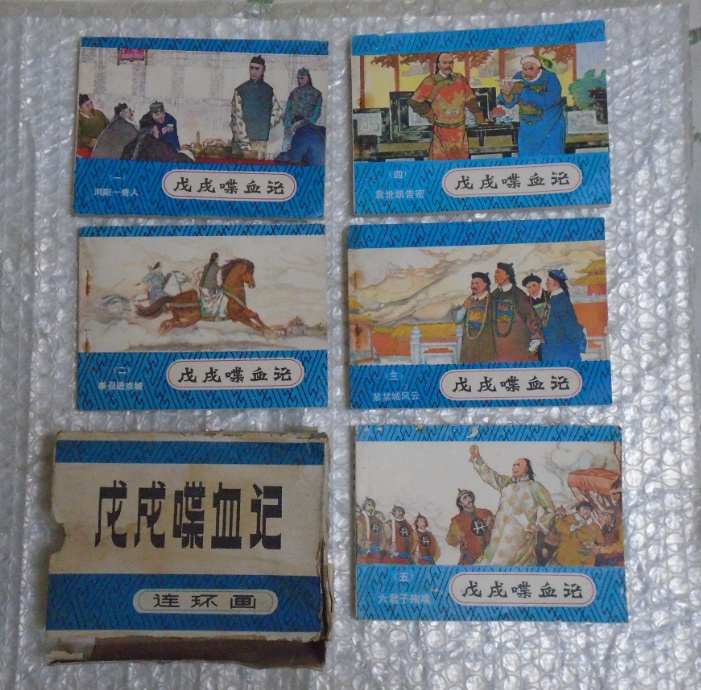 （一）
浏阳一奇人
戊戌喋血记
（四）
袁世凯告密
戊戌喋血记
（二）
奉召进京城
戊戌喋血记
（三）
紫禁城风云
戊戌喋血记
戊戌喋血记
连环画
（五）
六君子殉难
戊戌喋血记